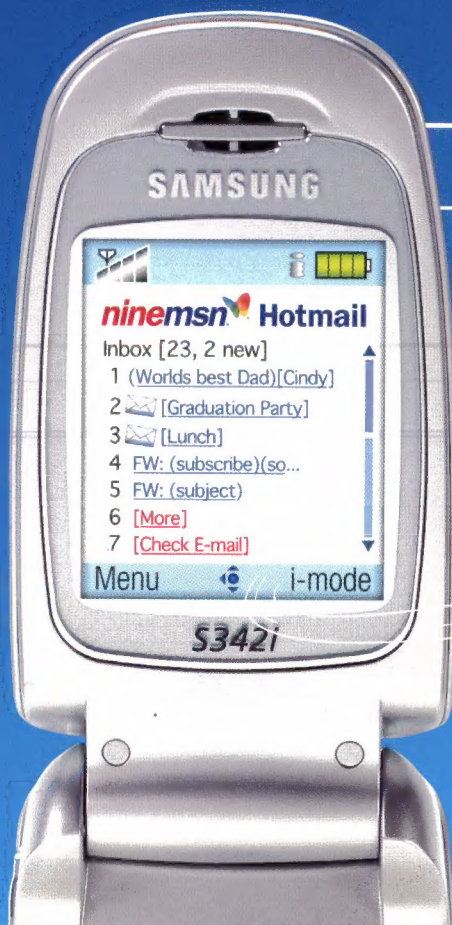 SAMSUNG
ninemsn Hotmail
Inbox [23, 2 new]
1 (Worlds best Dad)[Cindy]
2 [Graduation Party]
3 [Lunch]
4 FW: (subscribe)(so...
5 FW: (subject)
6 [More]
7 [Check E-mail]
Menu i-mode
S342i